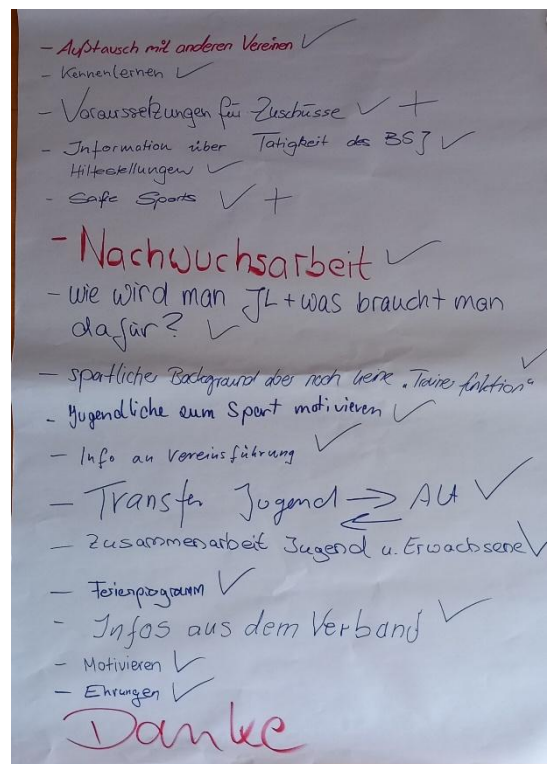 - Außtausch mit anderen Vereinen ✓
- Kennenlernen ✓
- Voraussetzungen für Zuschüsse ✓ +
- Information über Tätigkeit des BSJ ✓
Hilfestellungen ✓
- Safe Sports ✓ +
- Nachwuchsarbeit ✓
- wie wird man JL + was braucht man
dafür? ✓
- sportlicher Background aber noch keine "Trainerfunktion" ✓
- Jugendliche zum Sport motivieren ✓
- Info an Vereinsführung ✓
- Transfer Jugend ⇄ ✓
- Zusammenarbeit Jugend u. Erwachsene ✓
- Ferienprogramm ✓
- Infos aus dem Verband ✓
- Motivieren ✓
- Ehrungen ✓
Danke